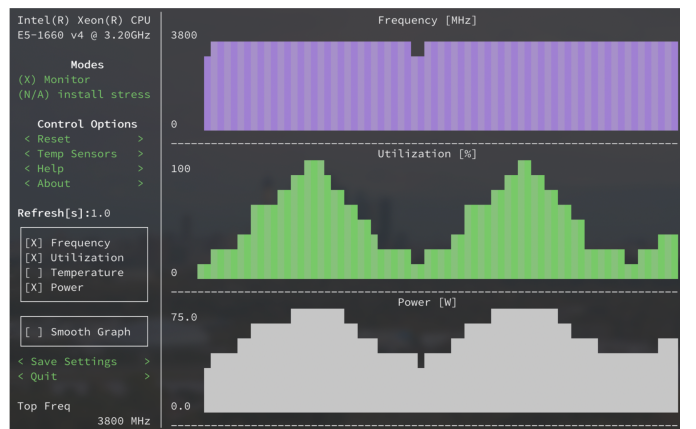 Intel(R) Xeon(R) CPU
E5-1660 v4 @ 3.20GHz
Modes
(X) Monitor
(N/A) install stress
Control Options
< Reset >
< Temp Sensors >
< Help >
< About >
Refresh[s]:1.0
[X] Frequency
[X] Utilization
[ ] Temperature
[X] Power
[ ] Smooth Graph
< Save Settings >
< Quit >
Top Freq
3800 MHz
Frequency [MHz]
3800
0
Utilization [%]
100
0
Power [W]
75.0
0.0